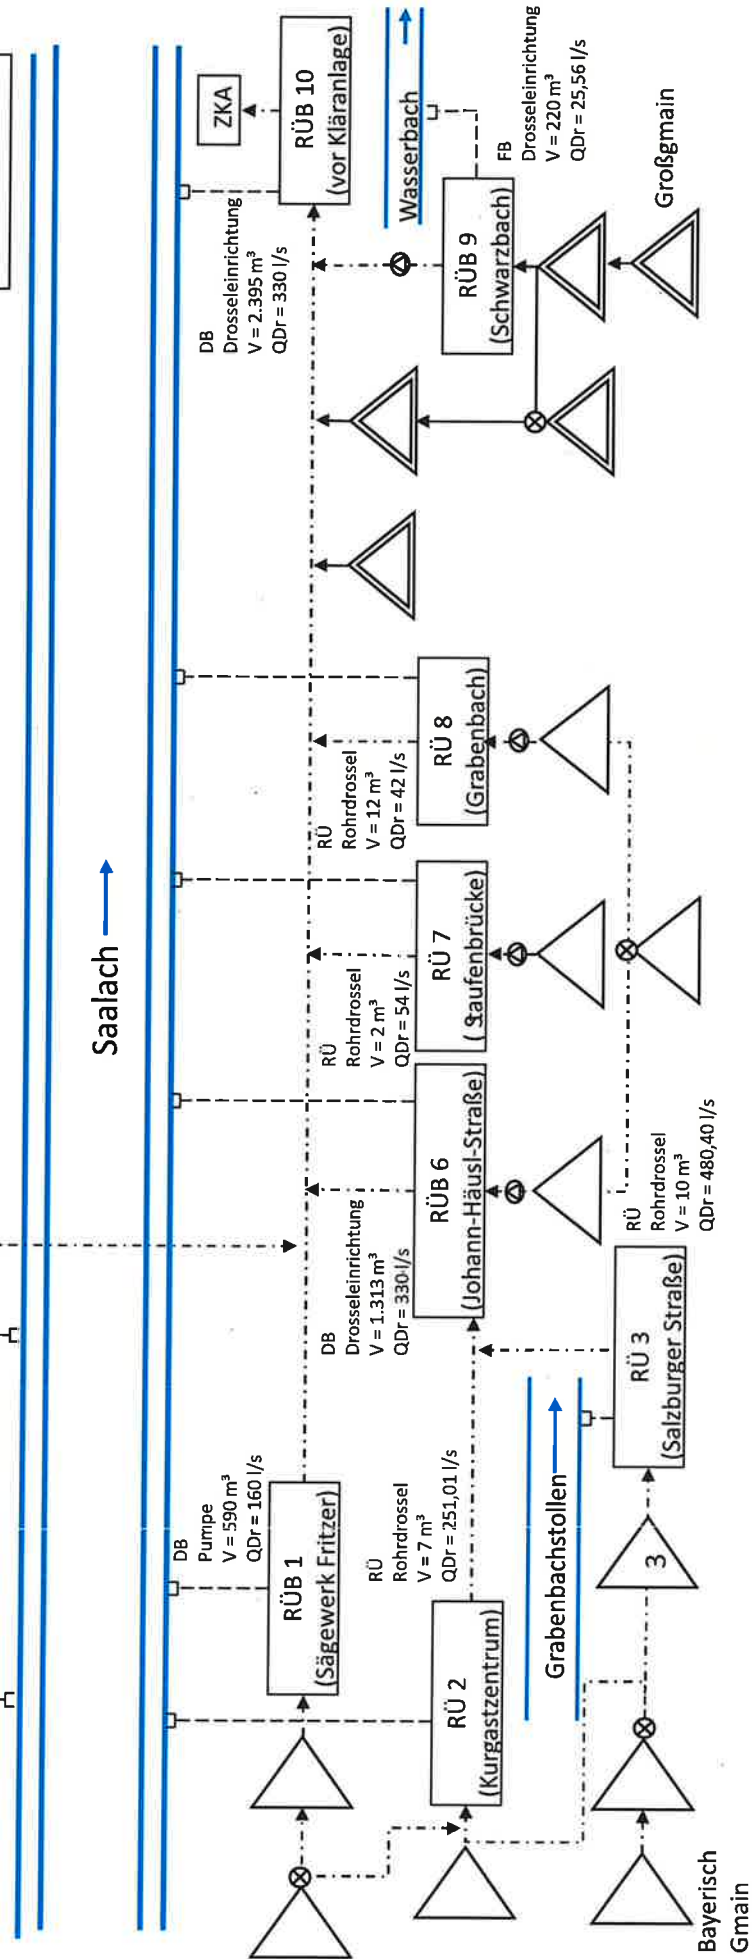 Saalach
ZKA
RÜB 10
(vor Kläranlage)
DB
Drosseleinrichtung
V = 2.395 m³
QDr = 330 l/s
Wasserbach
FB
Drosseleinrichtung
V = 220 m³
QDr = 25,56 l/s
RÜB 9
(Schwarzbach)
Großgmain
RÜ
Rohrdrossel
V = 12 m³
QDr = 42 l/s
RÜ 8
(Grabenbach)
RÜ
Rohrdrossel
V = 2 m³
QDr = 54 l/s
RÜ 7
(Staufenbrücke)
DB
Drosseleinrichtung
V = 1.313 m³
QDr = 330 l/s
RÜB 6
(Johann-Häusl-Straße)
RÜ
Rohrdrossel
V = 10 m³
QDr = 480,40 l/s
RÜ 3
(Salzburger Straße)
DB
Pumpe
V = 590 m³
QDr = 160 l/s
RÜB 1
(Sägewerk Fritzer)
RÜ
Rohrdrossel
V = 7 m³
QDr = 251,01 l/s
RÜ 2
(Kurgastzentrum)
Grabenbachstollen
3
Bayerisch
Gmain